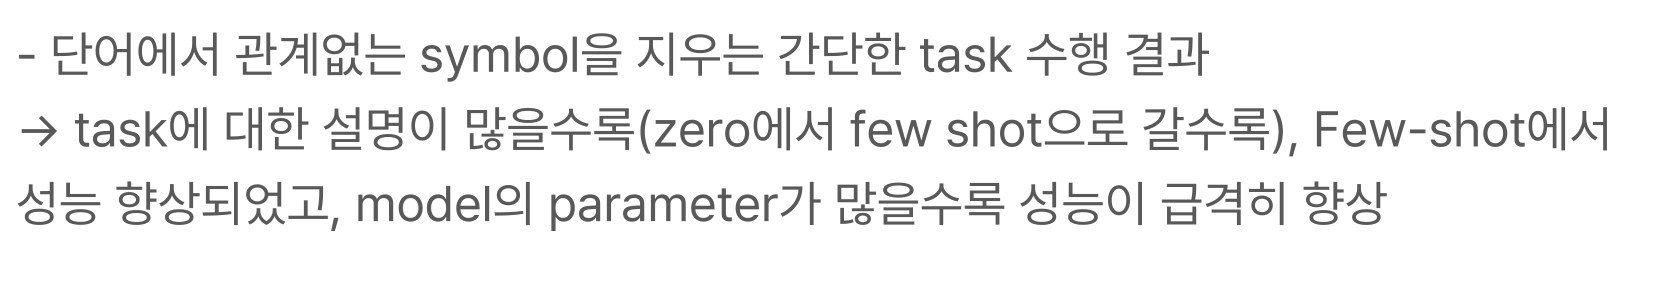 - 단어에서 관계없는 symbol을 지우는 간단한 task 수행 결과
→ task에 대한 설명이 많을수록(zero에서 few shot으로 갈수록), Few-shot에서
성능 향상되었고, model의 parameter가 많을수록 성능이 급격히 향상